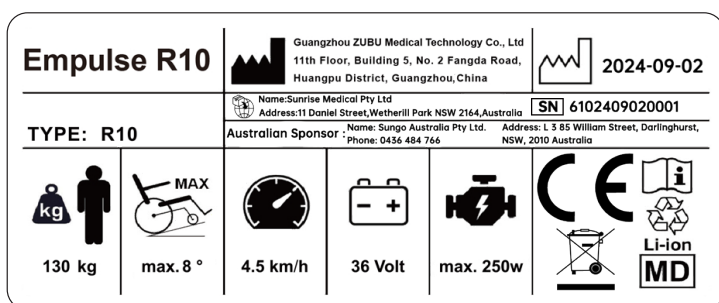 Empulse R10
Guangzhou ZUBU Medical Technology Co., Ltd
11th Floor, Building 5, No. 2 Fangda Road,
Huangpu District, Guangzhou,China
2024-09-02
Name:Sunrise Medical Pty Ltd
Address:11 Daniel Street,Wetherill Park NSW 2164,Australia
SN 6102409020001
TYPE: R10
Australian Sponsor :
Name: Sungo Australia Pty Ltd.
Phone: 0436 484 766
Address: L 3 85 William Street, Darlinghurst,
NSW, 2010 Australia
kg
130 kg
MAX
max. 8 °
4.5 km/h
- +
36 Volt
max. 250w
CE
i
Li-ion
MD